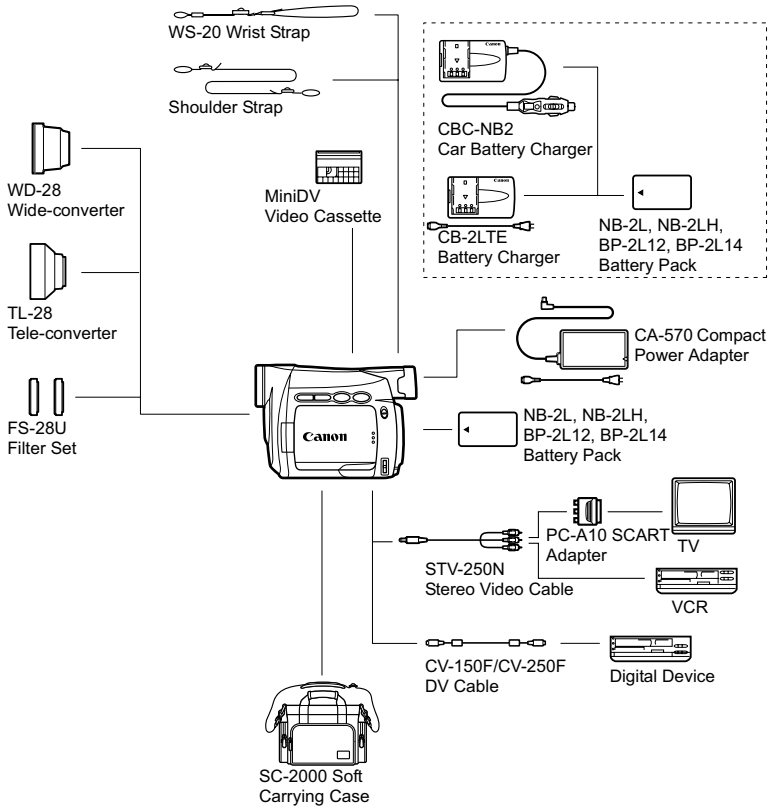 WS-20 Wrist Strap
Shoulder Strap
WD-28
Wide-converter
TL-28
Tele-converter
FS-28U
Filter Set
MiniDV
Video Cassette
Canon
CBC-NB2
Car Battery Charger
Canon
CB-2LTE
Battery Charger
NB-2L, NB-2LH,
BP-2L12, BP-2L14
Battery Pack
CA-570 Compact
Power Adapter
Canon
NB-2L, NB-2LH,
BP-2L12, BP-2L14
Battery Pack
PC-A10 SCART
Adapter
TV
STV-250N
Stereo Video Cable
VCR
CV-150F/CV-250F
DV Cable
Digital Device
SC-2000 Soft
Carrying Case